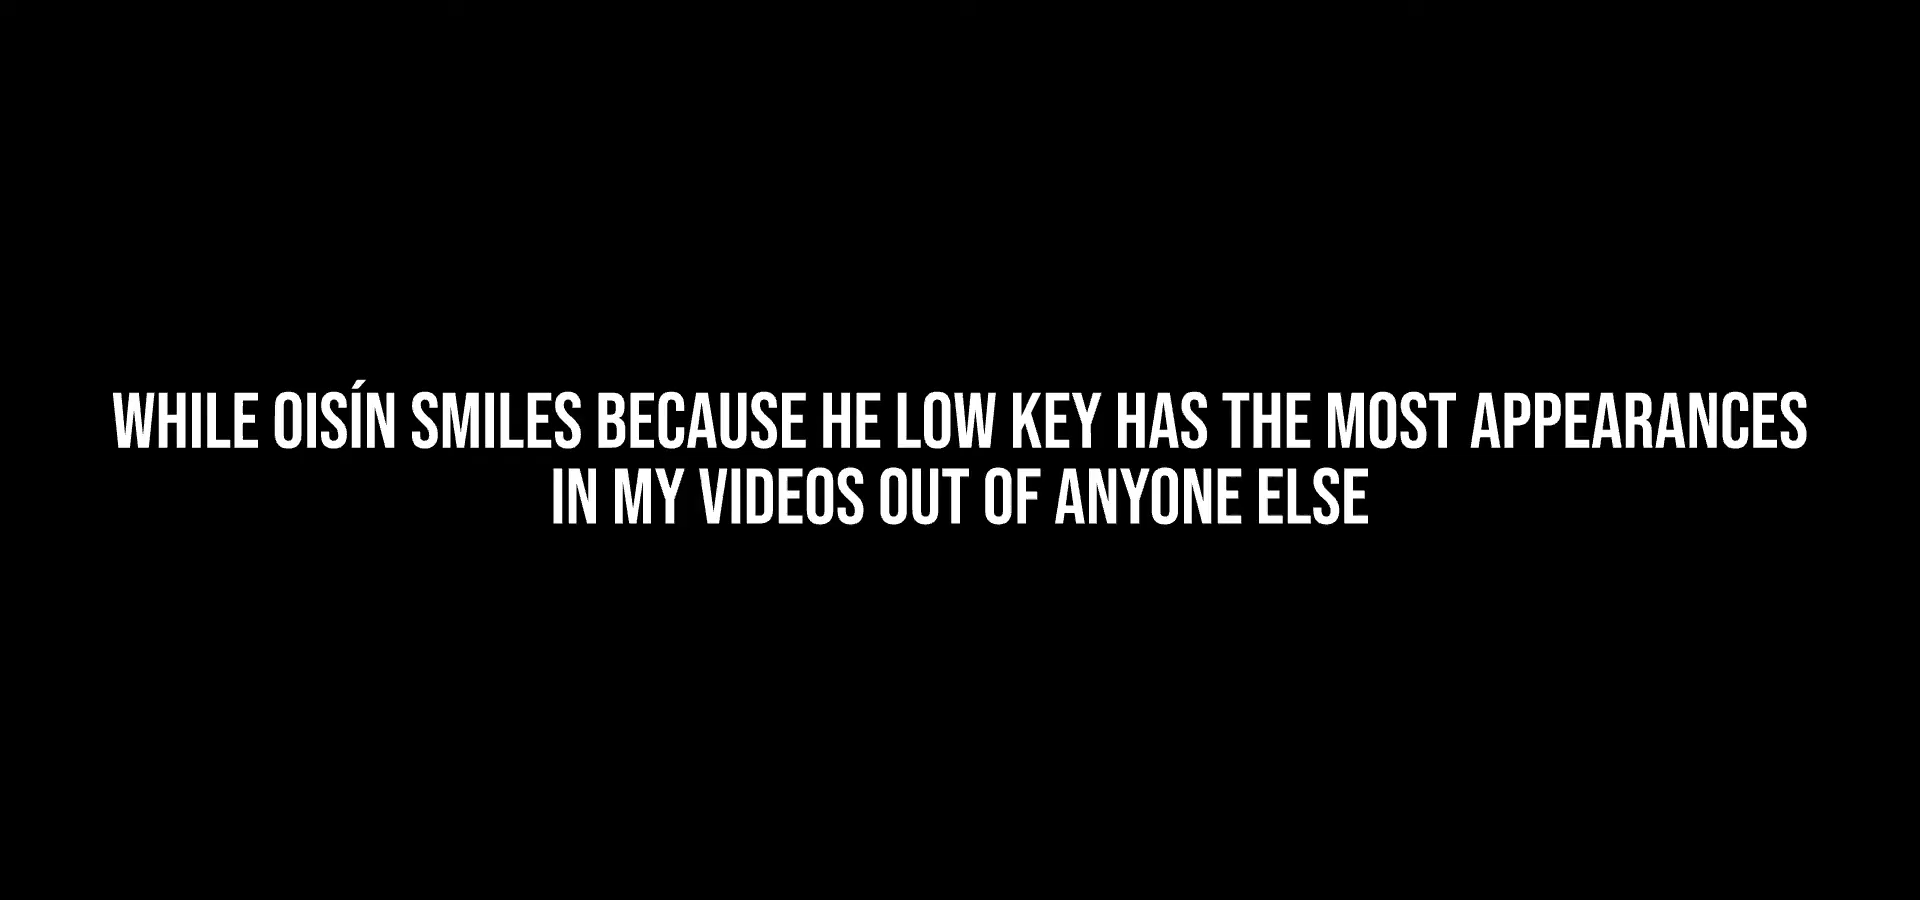 WHILE OISÍN SMILES BECAUSE HE LOW KEY HAS THE MOST APPEARANCES
IN MY VIDEOS OUT OF ANYONE ELSE